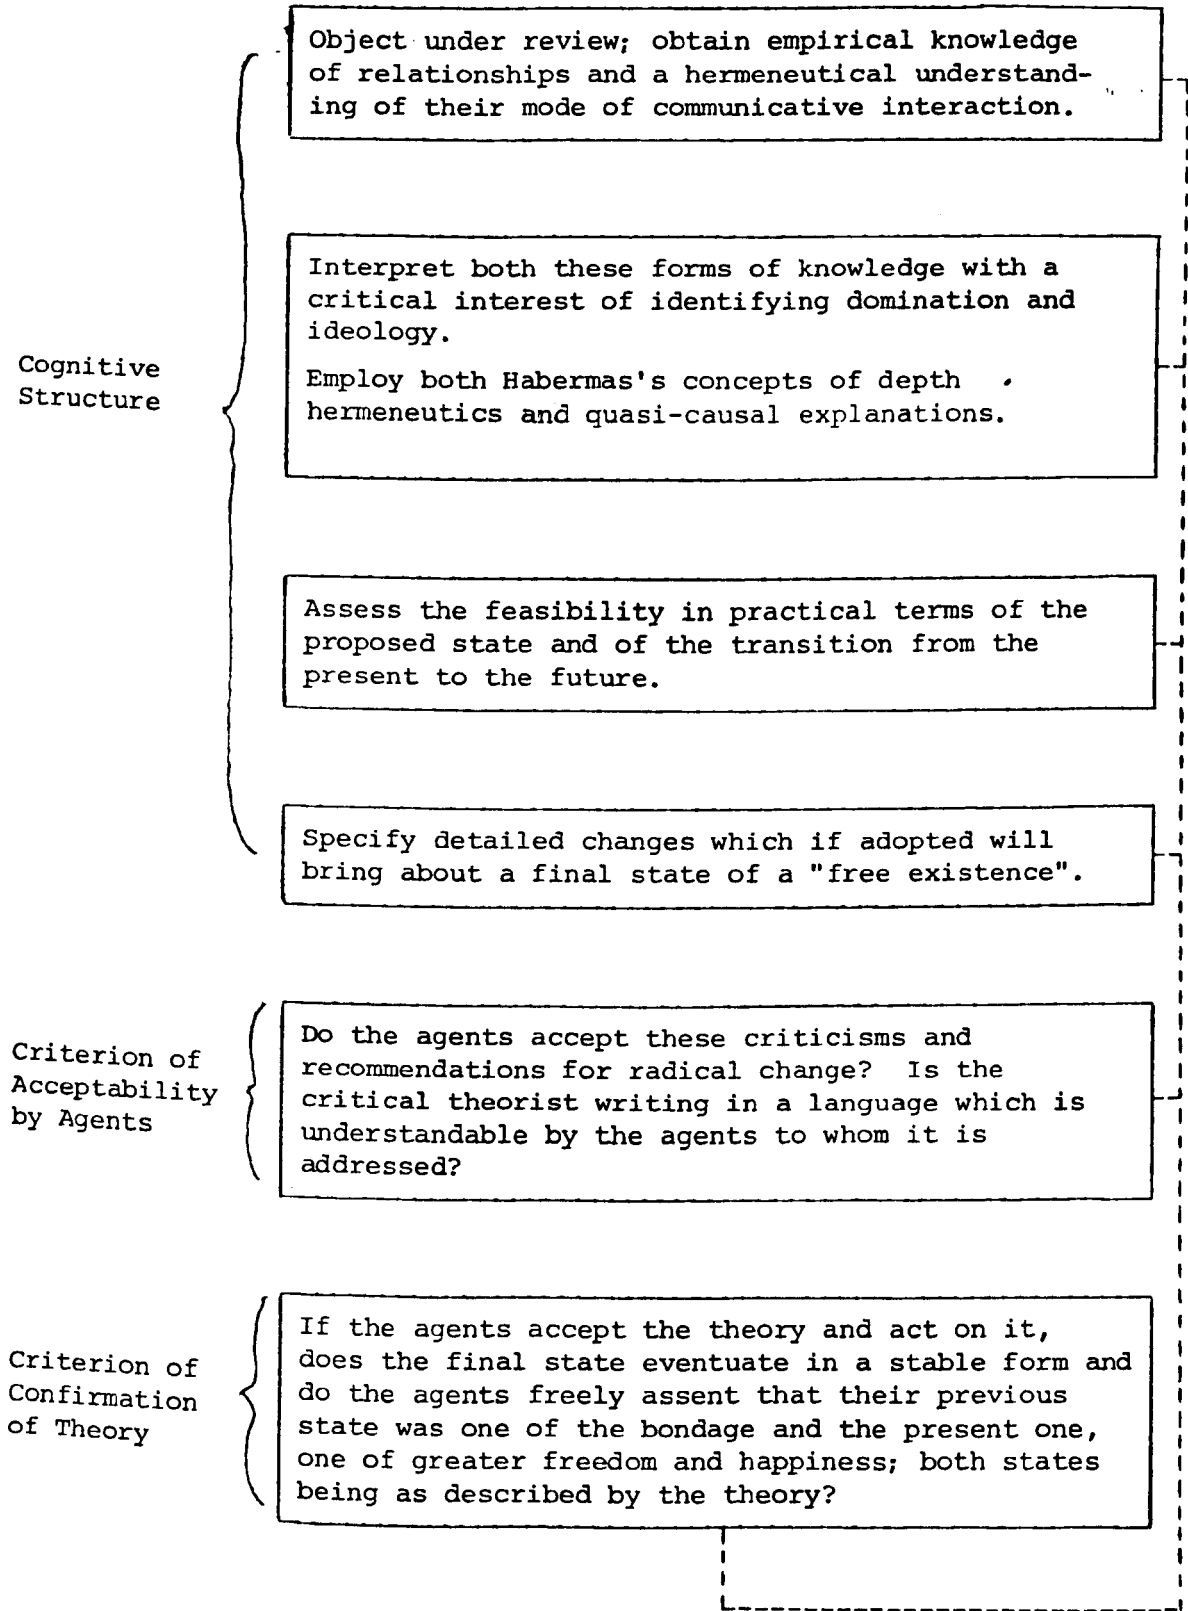 Object under review; obtain empirical knowledge
of relationships and a hermeneutical understand-
ing of their mode of communicative interaction.
Interpret both these forms of knowledge with a
critical interest of identifying domination and
ideology.
Employ both Habermas's concepts of depth
hermeneutics and quasi-causal explanations.
Cognitive
Structure
Assess the feasibility in practical terms of the
proposed state and of the transition from the
present to the future.
Specify detailed changes which if adopted will
bring about a final state of a "free existence".
Criterion of
Acceptability
by Agents
Do the agents accept these criticisms and
recommendations for radical change? Is the
critical theorist writing in a language which is
understandable by the agents to whom it is
addressed?
Criterion of
Confirmation
of Theory
If the agents accept the theory and act on it,
does the final state eventuate in a stable form and
do the agents freely assent that their previous
state was one of the bondage and the present one,
one of greater freedom and happiness; both states
being as described by the theory?